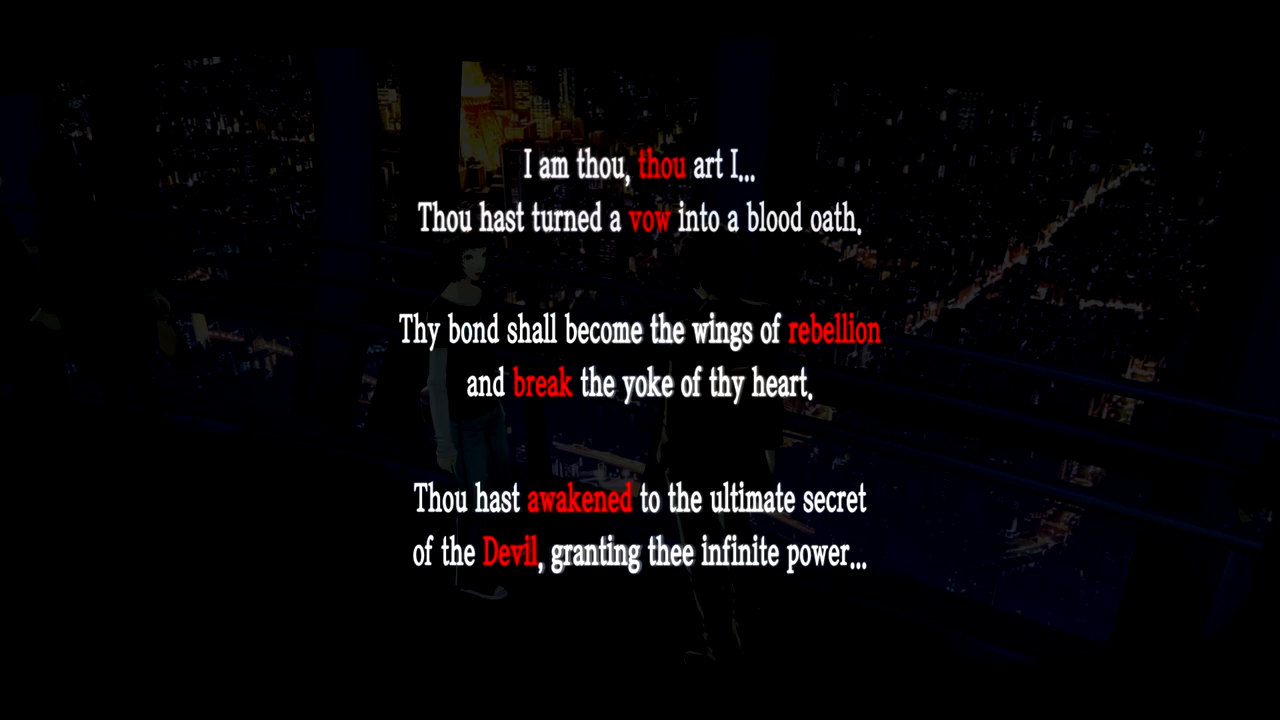 I am thou, thou art I...
Thou hast turned a vow into a blood oath.
Thy bond shall become the wings of rebellion
and break the yoke of thy heart.
Thou hast awakened to the ultimate secret
of the Devil, granting thee infinite power...